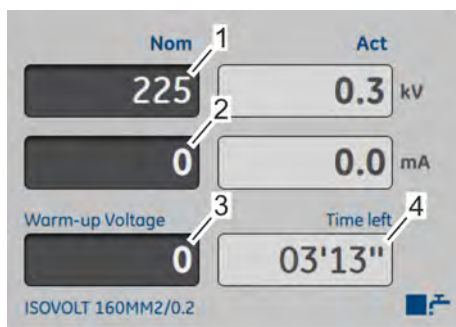 Nom 1 Act
225 0.3 kV
2
0 0.0 mA
Warm-up Voltage 3 Time left 4
0 03'13"
ISOVOLT 160MM2/0.2